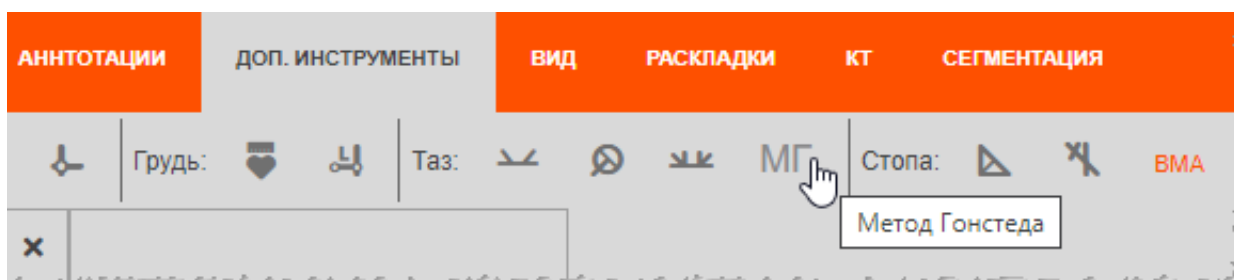 АННТОТАЦИИ ДОП. ИНСТРУМЕНТЫ ВИД РАСКЛАДКИ КТ СЕГМЕНТАЦИЯ
Грудь: Таз: МГ Стопа: ВМА
Метод Гонстеда